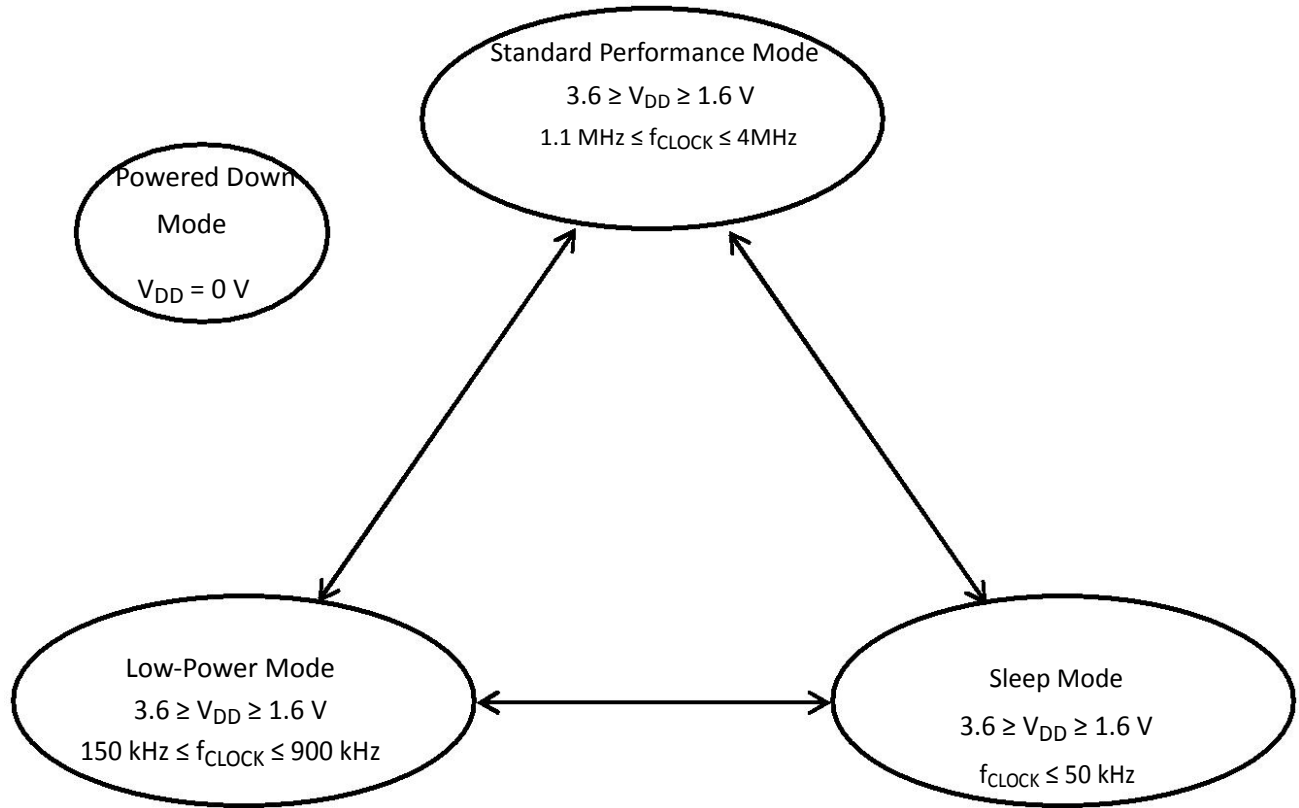 Standard Performance Mode
3.6 ≥ VDD ≥ 1.6 V
1.1 MHz ≤ fCLOCK ≤ 4MHz
Powered Down
Mode
VDD = 0 V
Low-Power Mode
3.6 ≥ VDD ≥ 1.6 V
150 kHz ≤ fCLOCK ≤ 900 kHz
Sleep Mode
3.6 ≥ VDD ≥ 1.6 V
fCLOCK ≤ 50 kHz